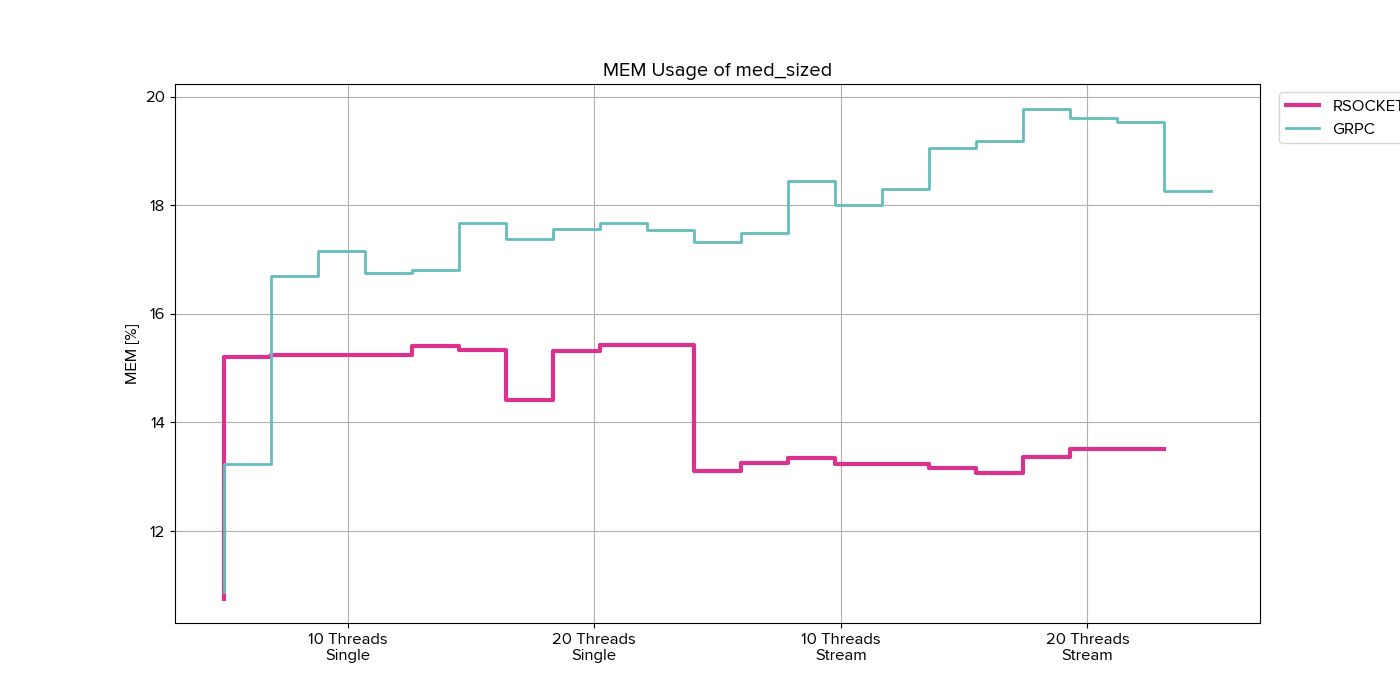 MEM Usage of med_sized
RSOCKET
GRPC
20
18
16
14
12
MEM [%]
10 Threads
Single
20 Threads
Single
10 Threads
Stream
20 Threads
Stream